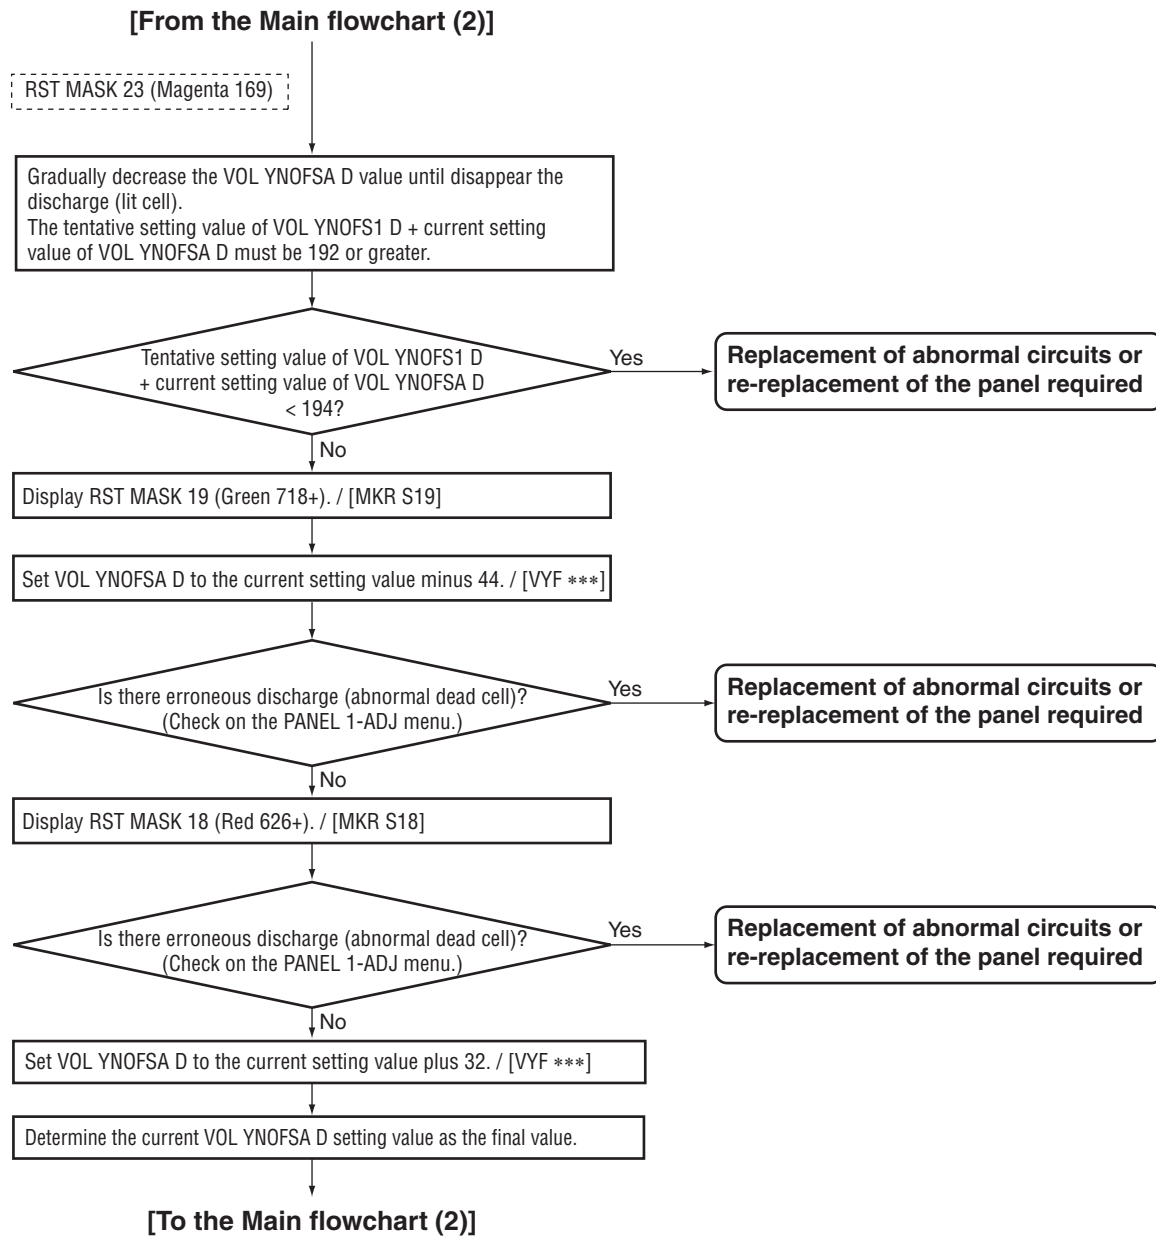 [From the Main flowchart (2)]
RST MASK 23 (Magenta 169)
Gradually decrease the VOL YNOFSA D value until disappear the
discharge (lit cell).
The tentative setting value of VOL YNOFS1 D + current setting
value of VOL YNOFSA D must be 192 or greater.
Tentative setting value of VOL YNOFS1 D
+ current setting value of VOL YNOFSA D
< 194?
Yes
Replacement of abnormal circuits or
re-replacement of the panel required
No
Display RST MASK 19 (Green 718+). / [MKR S19]
Set VOL YNOFSA D to the current setting value minus 44. / [VYF ***]
Is there erroneous discharge (abnormal dead cell)?
(Check on the PANEL 1-ADJ menu.)
Yes
Replacement of abnormal circuits or
re-replacement of the panel required
No
Display RST MASK 18 (Red 626+). / [MKR S18]
Is there erroneous discharge (abnormal dead cell)?
(Check on the PANEL 1-ADJ menu.)
Yes
Replacement of abnormal circuits or
re-replacement of the panel required
No
Set VOL YNOFSA D to the current setting value plus 32. / [VYF ***]
Determine the current VOL YNOFSA D setting value as the final value.
[To the Main flowchart (2)]